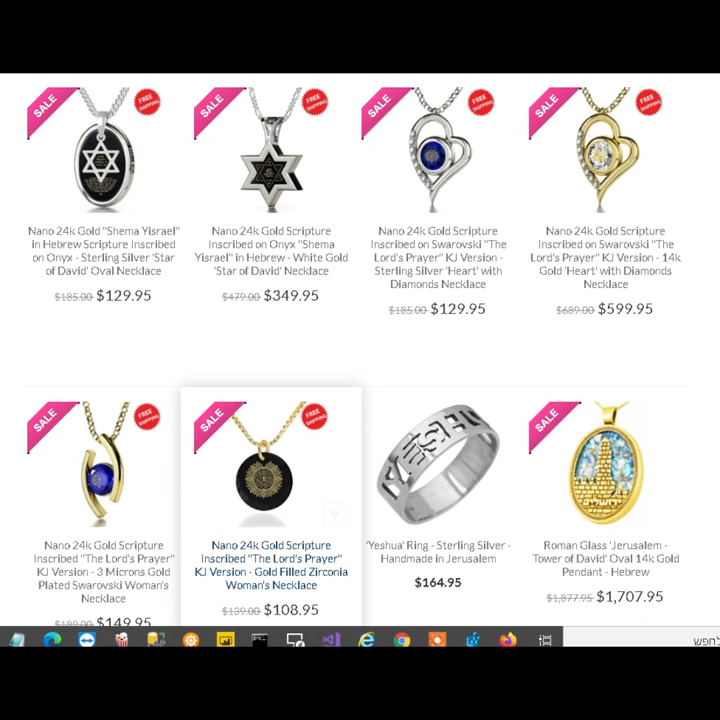 SALE
FREE
SHIPPING
SALE
FREE
SHIPPING
SALE
FREE
SHIPPING
SALE
FREE
SHIPPING
Nano 24k Gold "Shema Yisrael"
in Hebrew Scripture Inscribed
on Onyx - Sterling Silver 'Star
of David' Oval Necklace
$185.00 $129.95
Nano 24k Gold Scripture
Inscribed on Onyx "Shema
Yisrael" in Hebrew - White Gold
'Star of David' Necklace
$479.00 $349.95
Nano 24k Gold Scripture
Inscribed on Swarovski "The
Lord's Prayer" KJ Version -
Sterling Silver 'Heart' with
Diamonds Necklace
$185.00 $129.95
Nano 24k Gold Scripture
Inscribed on Swarovski "The
Lord's Prayer" KJ Version - 14k
Gold 'Heart' with Diamonds
Necklace
$689.00 $599.95
SALE
FREE
SHIPPING
SALE
FREE
SHIPPING
SALE
Nano 24k Gold Scripture
Inscribed "The Lord's Prayer"
KJ Version - 3 Microns Gold
Plated Swarovski Woman's
Necklace
$189.00 $149.95
Nano 24k Gold Scripture
Inscribed "The Lord's Prayer"
KJ Version - Gold Filled Zirconia
Woman's Necklace
$139.00 $108.95
'Yeshua' Ring - Sterling Silver -
Handmade in Jerusalem
$164.95
Roman Glass 'Jerusalem -
Tower of David' Oval 14k Gold
Pendant - Hebrew
$1,877.95 $1,707.95